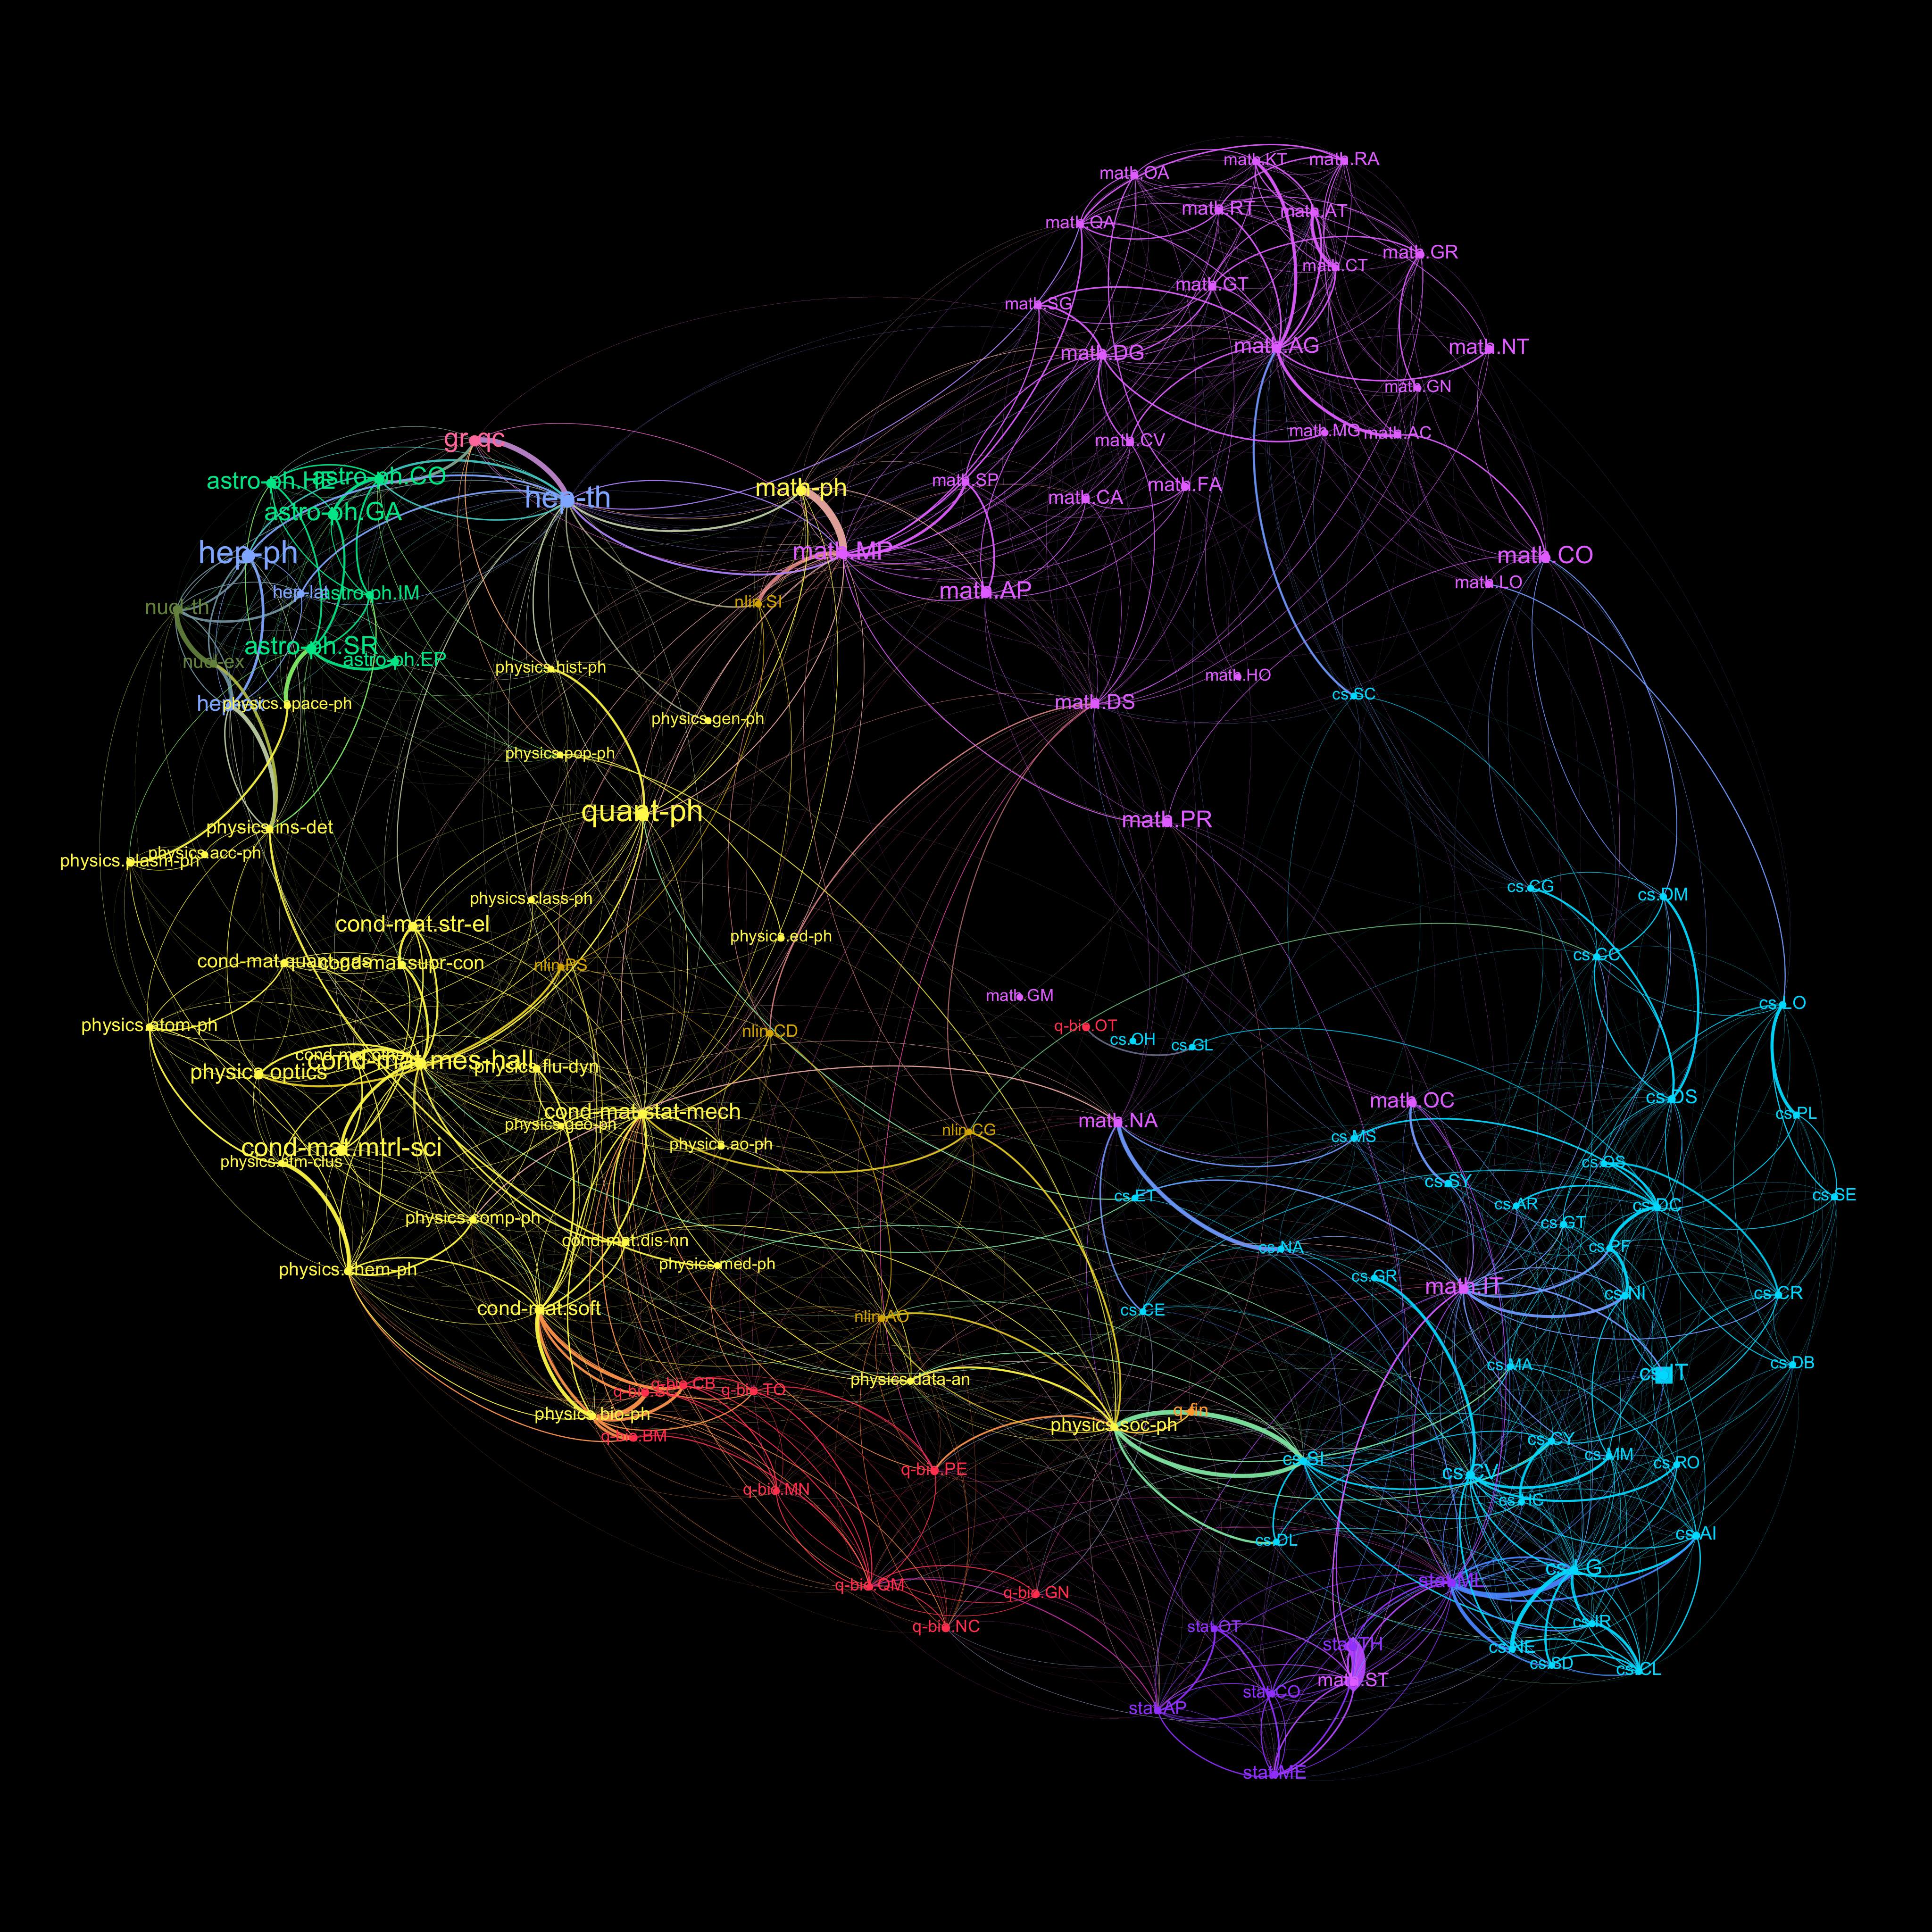 math.KT
math.RA
math.OA
math.RT
math.AT
math.QA
math.GR
math.CT
math.GT
math.SG
math.DG
math.AG
math.NT
math.GN
math.MG
math.AC
math.CV
gr-qc
astro-ph.HE
astro-ph.CO
math.SP
math.FA
math-ph
hep-th
math.CA
astro-ph.GA
hep-ph
math.MP
math.CO
math.LO
math.AP
hep-lat
astro-ph.IM
nlin.SI
nucl-th
astro-ph.SR
astro-ph.EP
nucl-ex
physics.hist-ph
math.HO
cs.SC
physics.space-ph
math.DS
physics.gen-ph
physics.pop-ph
quant-ph
math.PR
physics.ins-det
physics.acc-ph
physics.plasm-ph
cs.CG
cs.DM
physics.class-ph
cond-mat.str-el
physics.ed-ph
cs.CC
cond-mat.quant-gas
cond-mat.supr-con
nlin.PS
math.GM
cs.LO
physics.atom-ph
nlin.CD
q-bio.OT
cs.OH
cs.GL
cond-mat.other
cond-mat.mes-hall
physics.flu-dyn
physics.optics
cs.DS
math.OC
cond-mat.stat-mech
cs.PL
math.NA
physics.geo-ph
nlin.CG
cs.MS
physics.ao-ph
cond-mat.mtrl-sci
physics.atm-clus
cs.OS
cs.SY
cs.ET
cs.SE
cs.AR
cs.DC
physics.comp-ph
cs.GT
cond-mat.dis-nn
cs.NA
cs.PF
physics.med-ph
physics.chem-ph
cs.GR
math.IT
cs.NI
cs.CR
cond-mat.soft
cs.CE
nlin.AO
cs.MA
cs.DB
cs.IT
physics.data-an
q-bio.CB
q-bio.TO
q-bio.SC
physics.bio-ph
q-fin
physics.soc-ph
q-bio.BM
cs.CY
cs.MM
cs.SI
cs.RO
q-bio.PE
cs.CV
q-bio.MN
cs.HC
cs.AI
cs.DL
cs.LG
stat.ML
q-bio.QM
q-bio.GN
cs.IR
q-bio.NC
stat.OT
stat.TH
cs.NE
cs.SD
cs.CL
math.ST
stat.CO
stat.AP
stat.ME